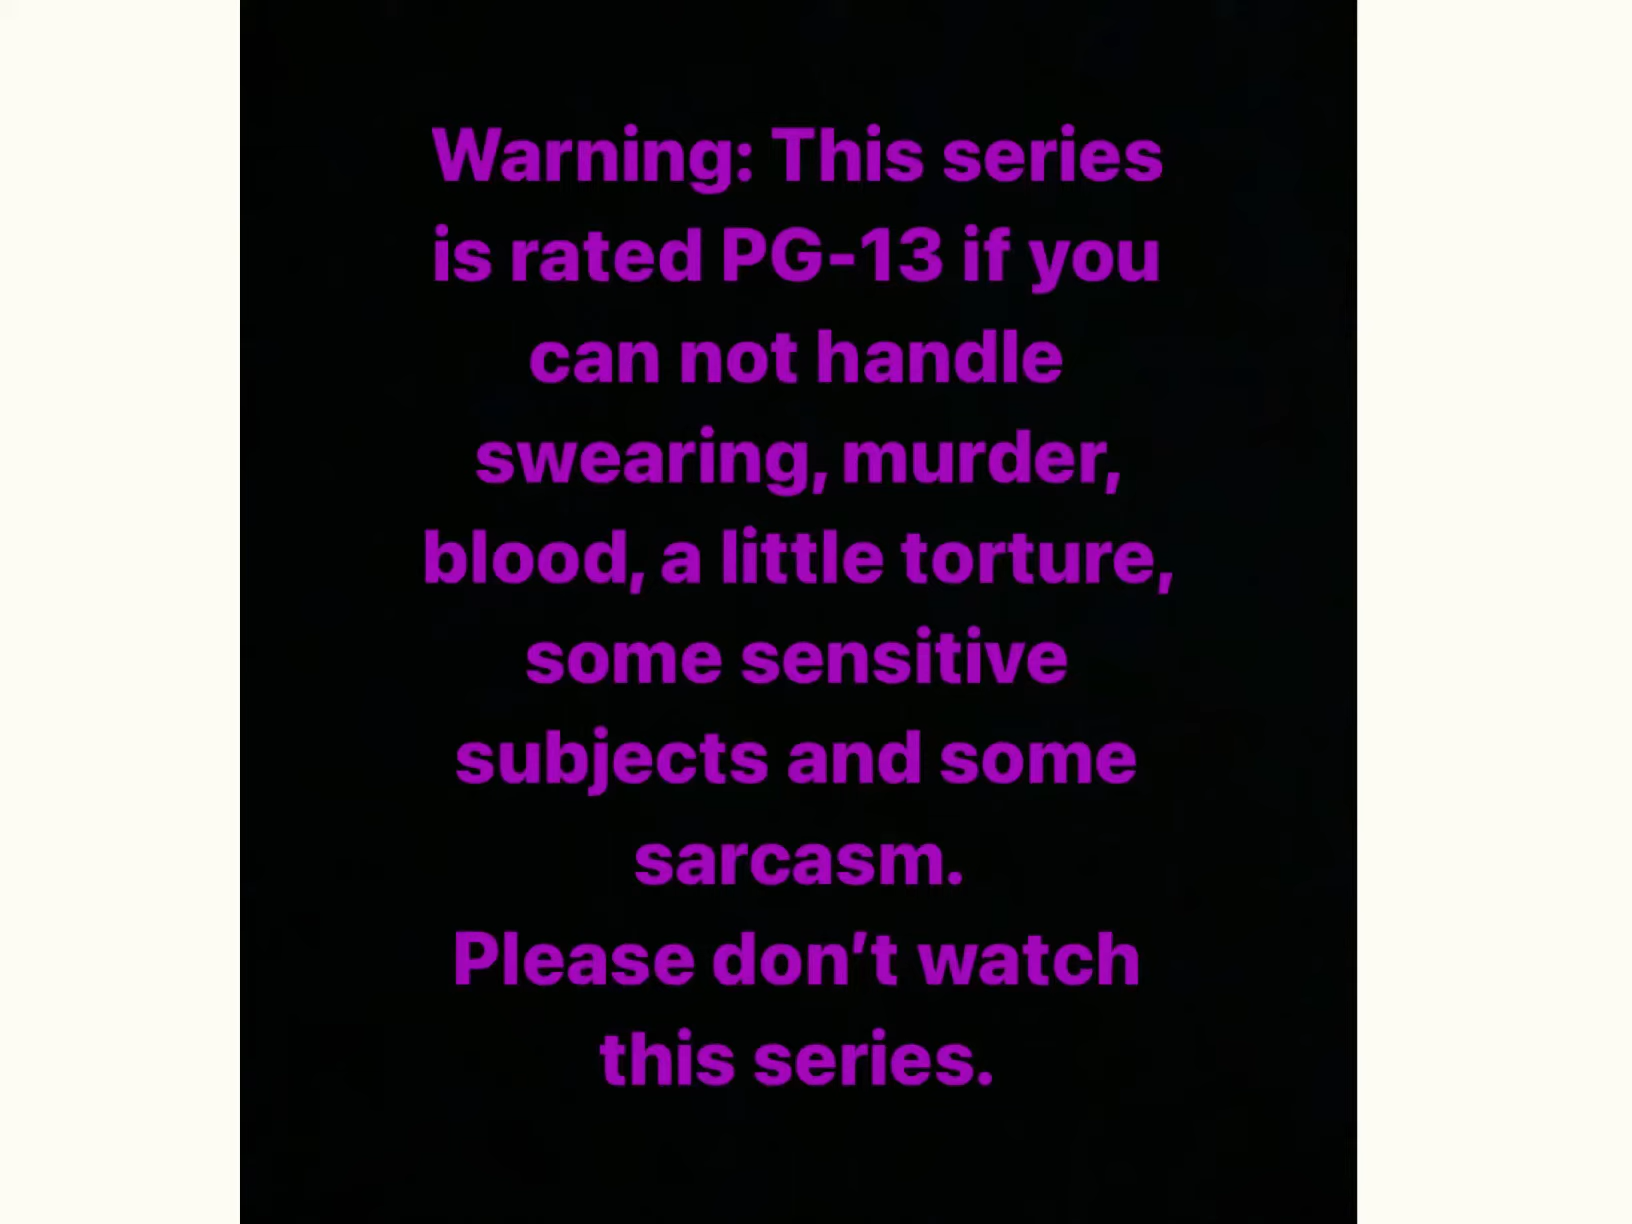 Warning: This series
is rated PG-13 if you
can not handle
swearing, murder,
blood, a little torture,
some sensitive
subjects and some
sarcasm.
Please don’t watch
this series.